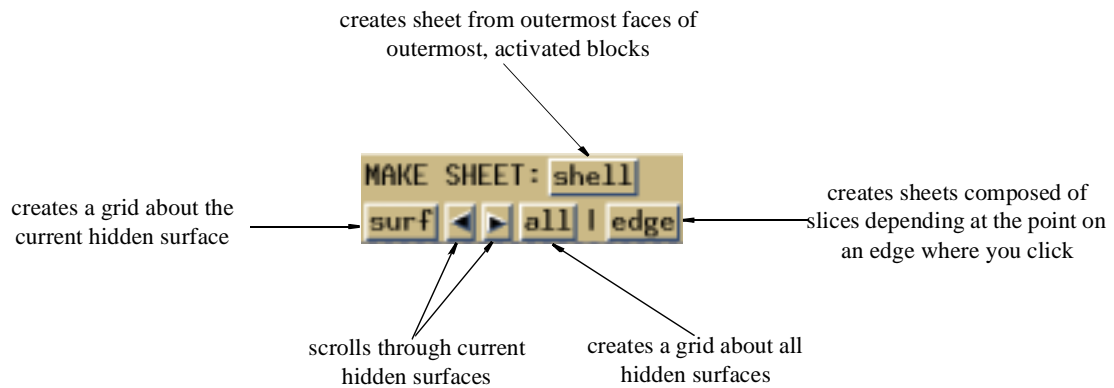 creates sheet from outermost faces of
outermost, activated blocks
MAKE SHEET: shell
creates a grid about the
current hidden surface
surf ◀ ▶ all | edge
creates sheets composed of
slices depending at the point on
an edge where you click
scrolls through current
hidden surfaces
creates a grid about all
hidden surfaces